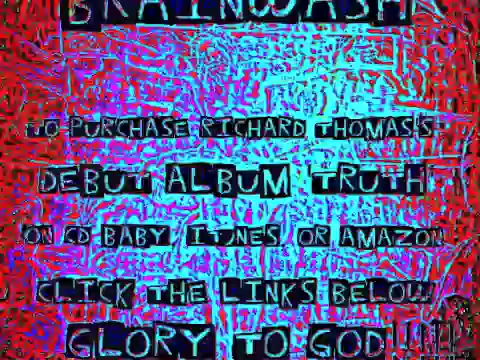 BRAINWASH
TO PURCHASE RICHARD THOMAS'S
DEBUT ALBUM TRUTH
ON CD BABY ITUNES OR AMAZON
CLICK THE LINKS BELOW
GLORY TO GOD!!!!!